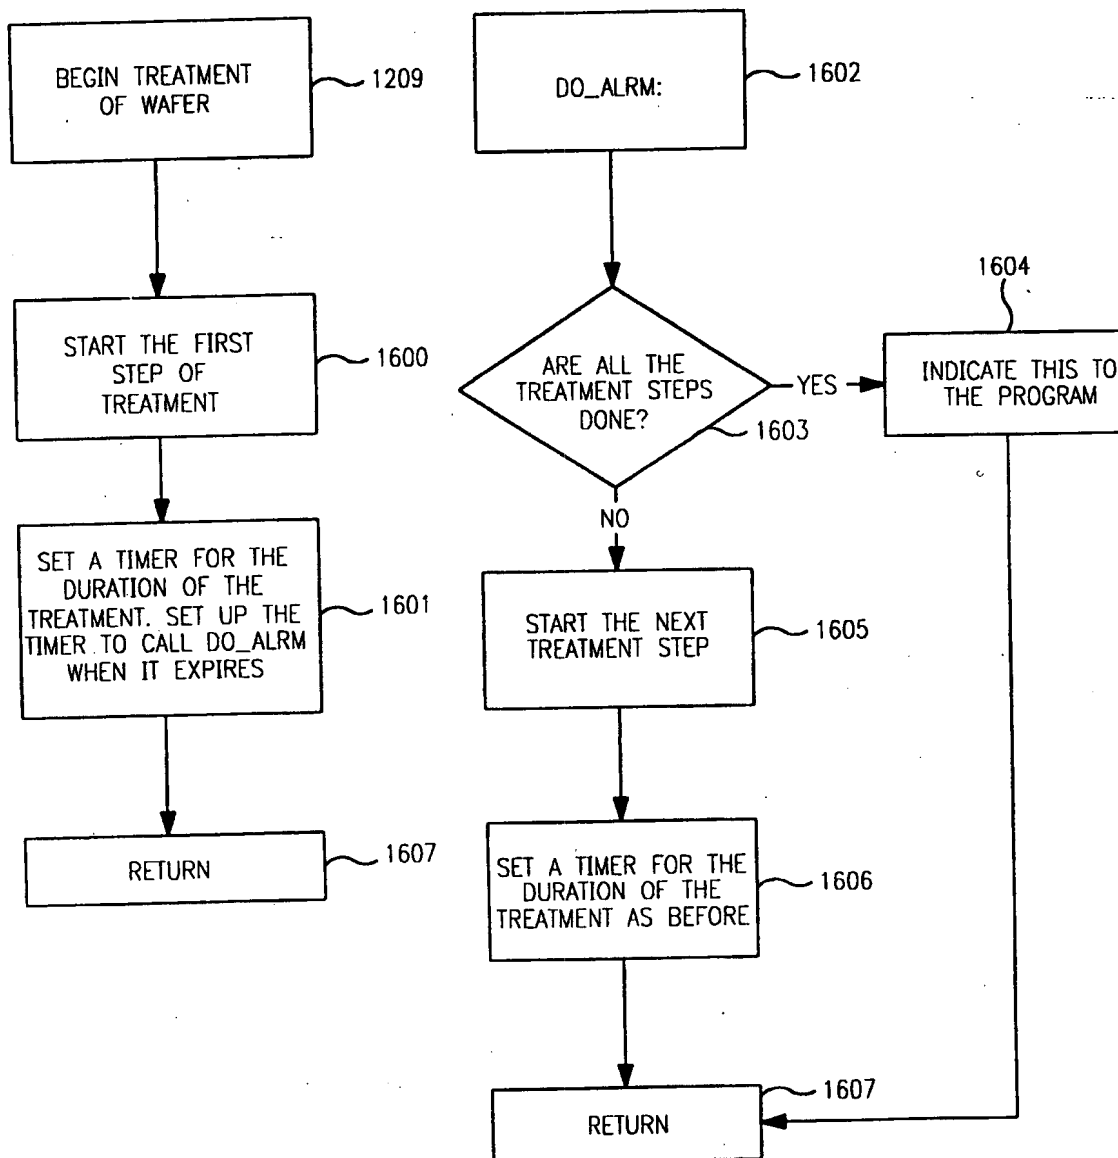 BEGIN TREATMENT
OF WAFER
1209
START THE FIRST
STEP OF
TREATMENT
1600
SET A TIMER FOR THE
DURATION OF THE
TREATMENT. SET UP THE
TIMER TO CALL DO_ALRM
WHEN IT EXPIRES
1601
RETURN
1607
DO_ALRM:
1602
ARE ALL THE
TREATMENT STEPS
DONE?
1603
YES
1604
INDICATE THIS TO
THE PROGRAM
NO
START THE NEXT
TREATMENT STEP
1605
SET A TIMER FOR THE
DURATION OF THE
TREATMENT AS BEFORE
1606
RETURN
1607